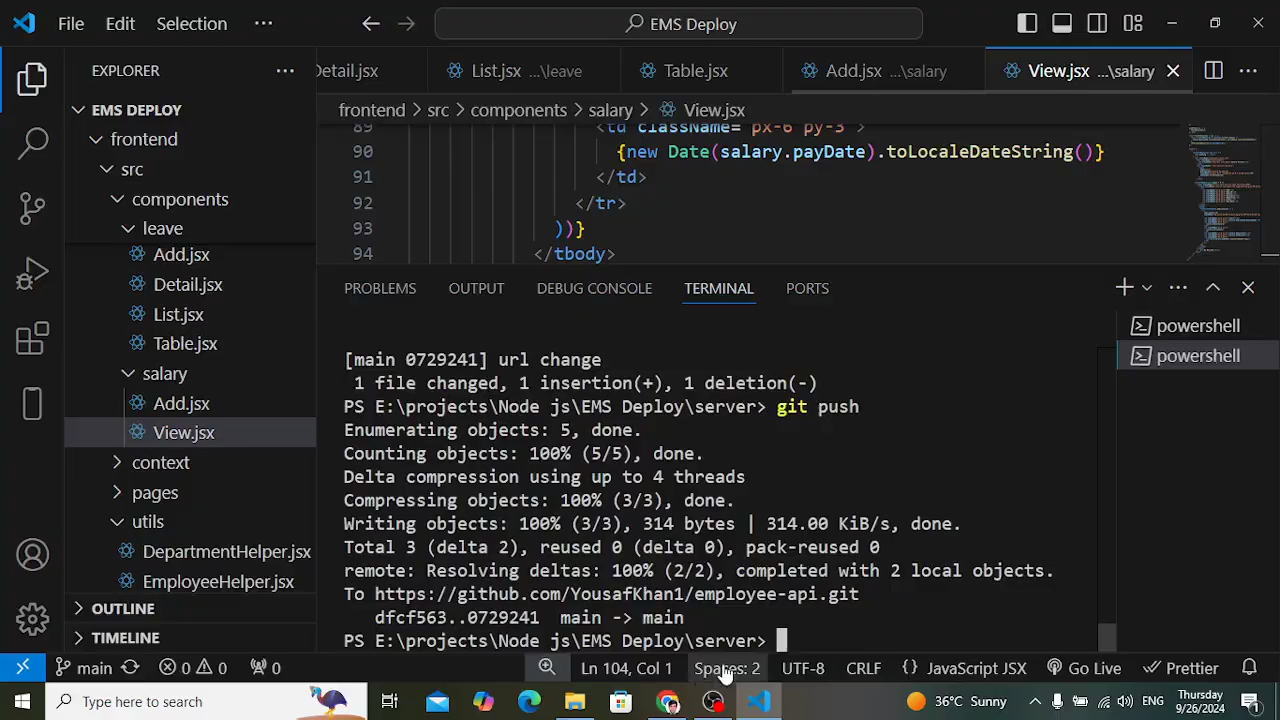 File Edit Selection ··· EMS Deploy
EXPLORER ···
Detail.jsx List.jsx ...\leave Table.jsx Add.jsx ...\salary View.jsx ...\salary
EMS DEPLOY
frontend
src
components
leave
Add.jsx
Detail.jsx
List.jsx
Table.jsx
salary
Add.jsx
View.jsx
context
pages
utils
DepartmentHelper.jsx
EmployeeHelper.jsx
OUTLINE
TIMELINE
frontend > src > components > salary > View.jsx
89 <td className="px-6 py-3">
90 {new Date(salary.payDate).toLocaleDateString()}
91 </td>
92 </tr>
93 ))}
94 </tbody>
PROBLEMS OUTPUT DEBUG CONSOLE TERMINAL PORTS
powershell
powershell
[main 0729241] url change
1 file changed, 1 insertion(+), 1 deletion(-)
PS E:\projects\Node js\EMS Deploy\server> git push
Enumerating objects: 5, done.
Counting objects: 100% (5/5), done.
Delta compression using up to 4 threads
Compressing objects: 100% (3/3), done.
Writing objects: 100% (3/3), 314 bytes | 314.00 KiB/s, done.
Total 3 (delta 2), reused 0 (delta 0), pack-reused 0
remote: Resolving deltas: 100% (2/2), completed with 2 local objects.
To https://github.com/YousafKhan1/employee-api.git
dfcf563..0729241 main -> main
PS E:\projects\Node js\EMS Deploy\server>
main 0 0 0 Ln 104, Col 1 Spaces: 2 UTF-8 CRLF {} JavaScript JSX Go Live Prettier
Type here to search 36°C Sunny Thursday
9/26/2024